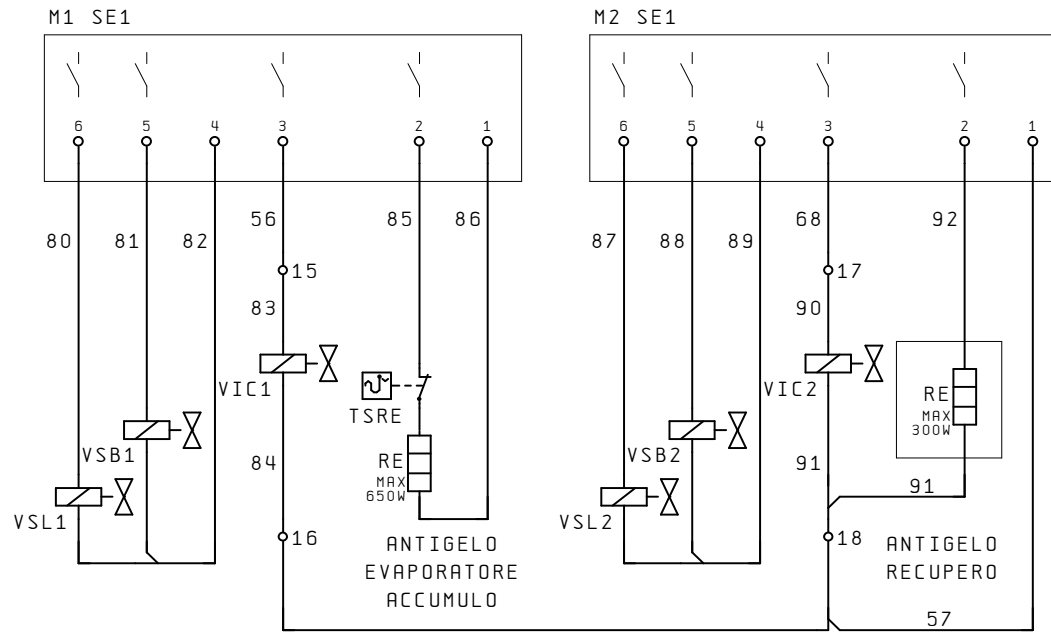 M1 SE1 M2 SE1
6 5 4 3 2 1 6 5 4 3 2 1
56 85 86 68 92
80 81 82 87 88 89
15 17
83 90
VIC1 VIC2
TSRE RE
MAX
300W
VSB1 VSB2
84 RE 91
MAX
650W
91
VSL1 VSL2
16 18
ANTIGELO
EVAPORATORE
ACCUMULO
ANTIGELO
RECUPERO
57